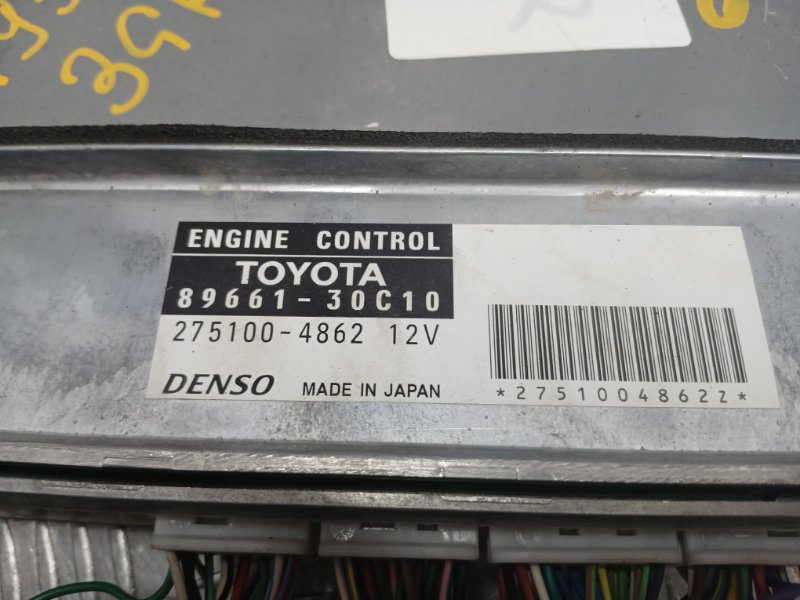 ENGINE CONTROL
TOYOTA
89661-30C10
275100-4862 12V
DENSO MADE IN JAPAN
*2751004862Z*